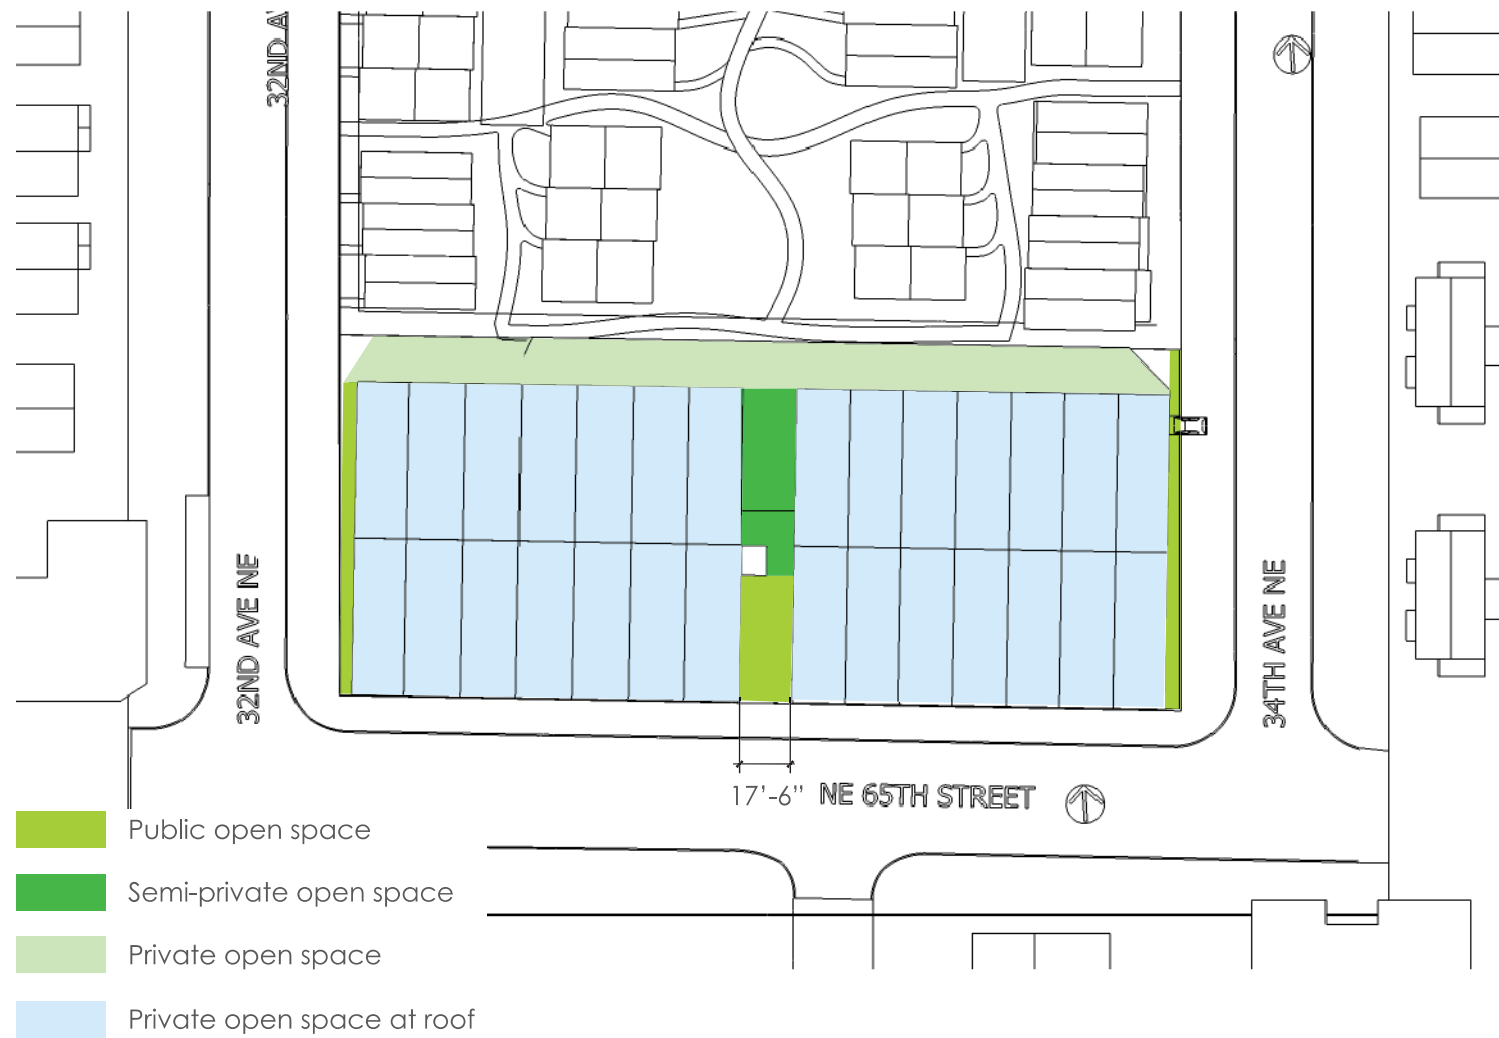 32ND AV
32ND AVE NE
34TH AVE NE
17'-6” NE 65TH STREET
Public open space
Semi-private open space
Private open space
Private open space at roof